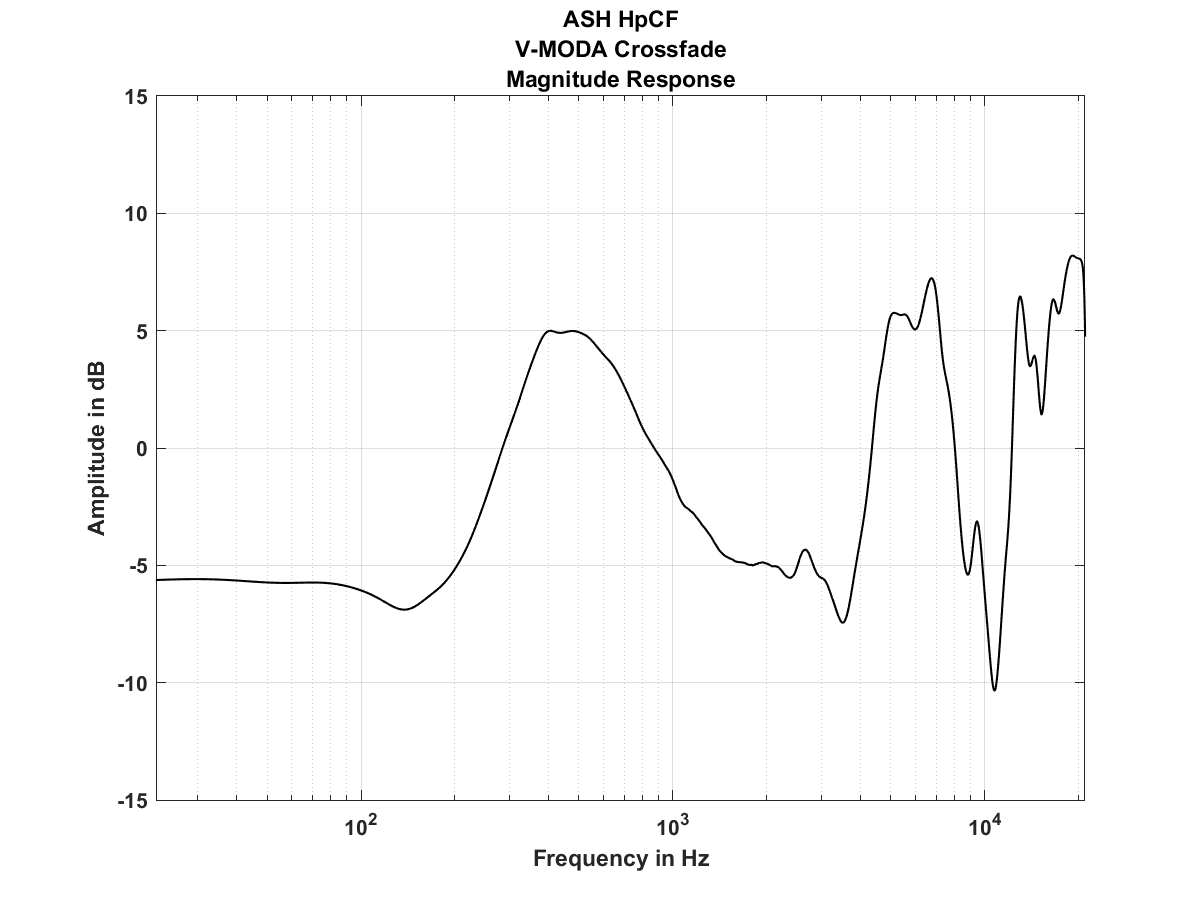 ASH HpCF
V-MODA Crossfade
Magnitude Response
15
10
5
0
-5
-10
-15
Amplitude in dB
10² 10³ 10⁴
Frequency in Hz